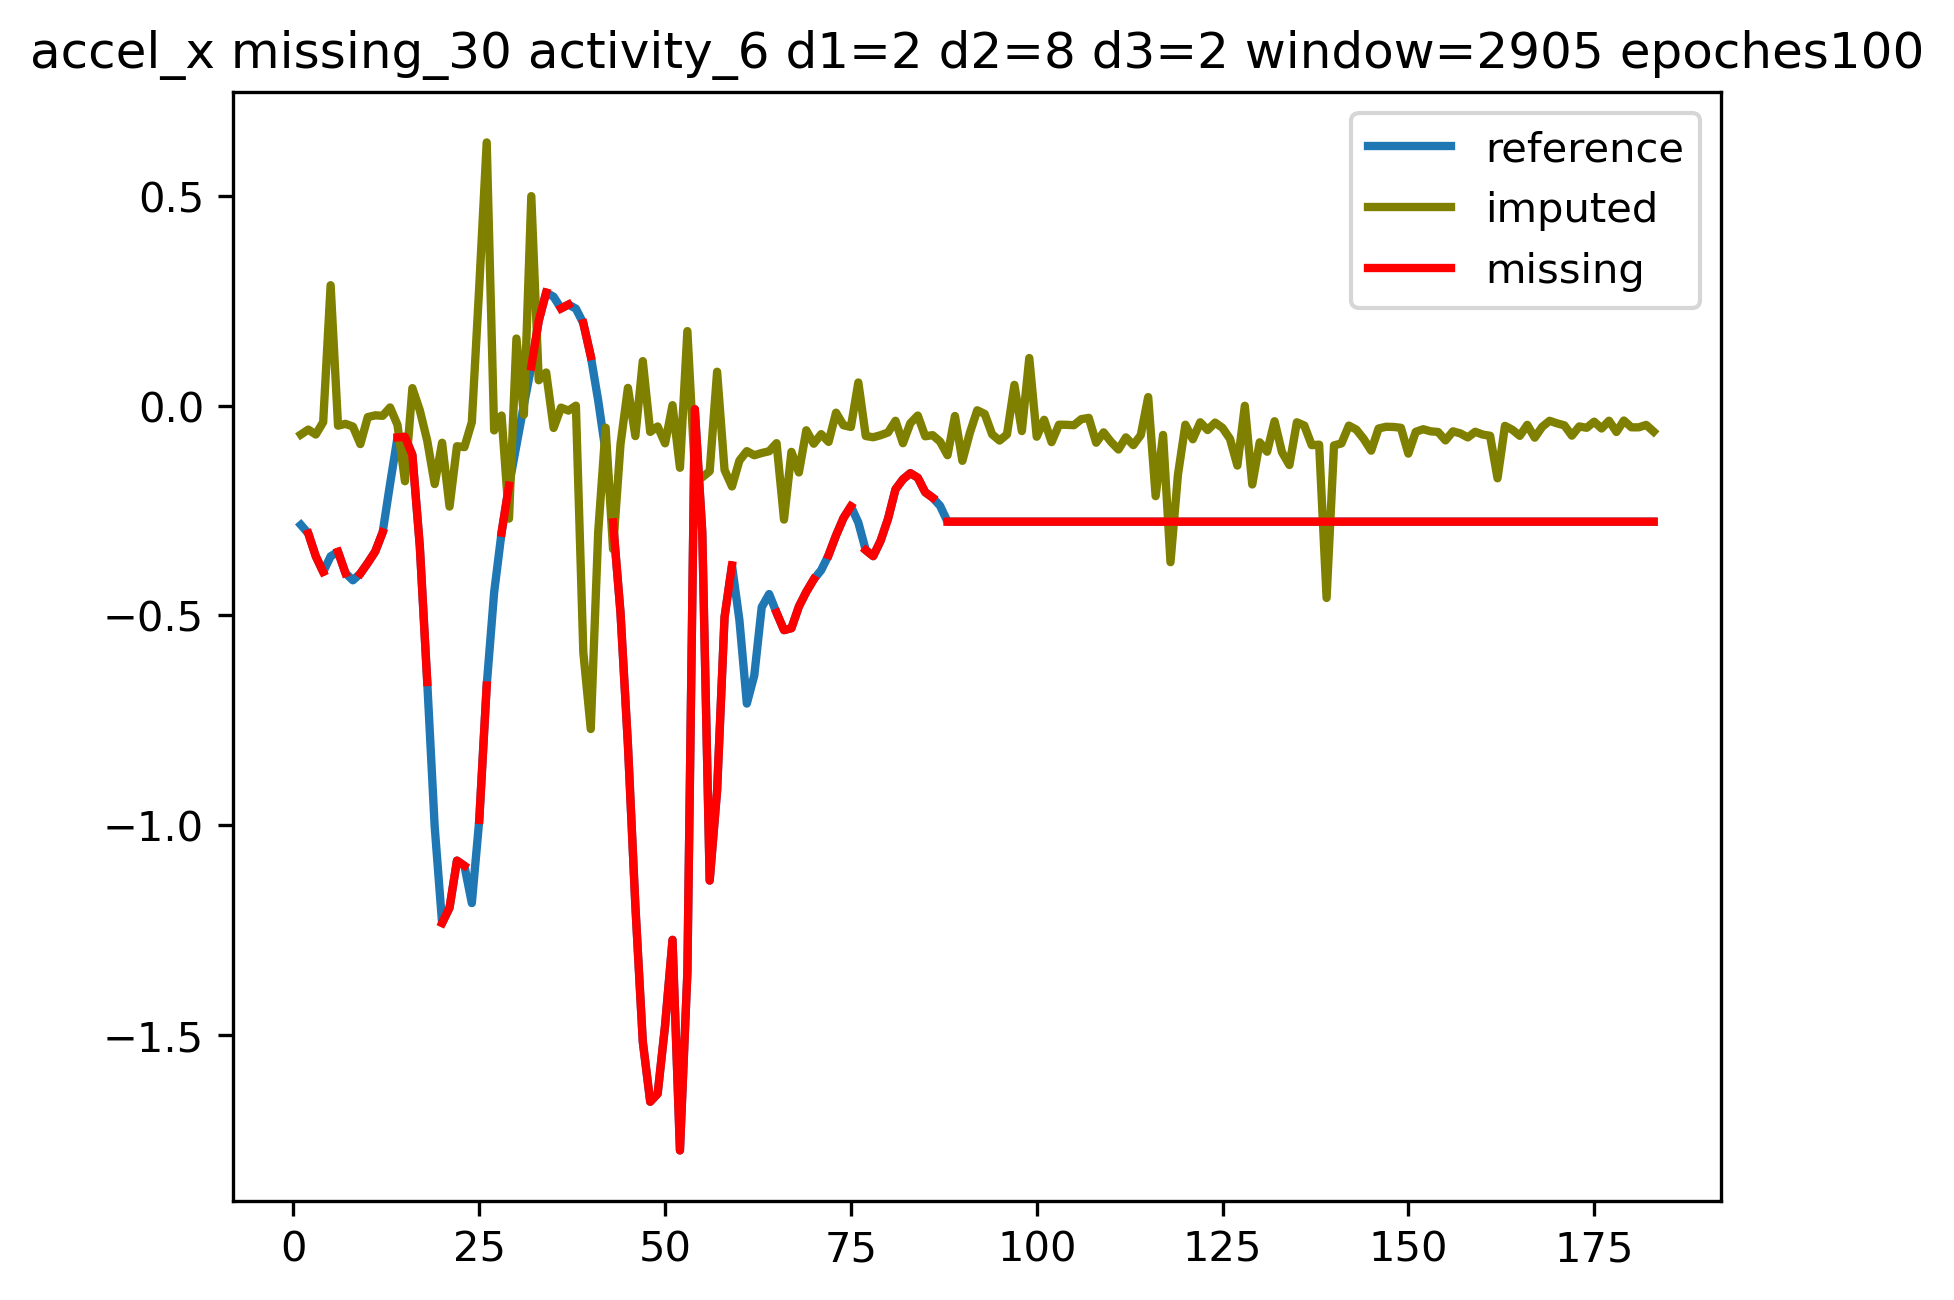 accel_x missing_30 activity_6 d1=2 d2=8 d3=2 window=2905 epoches100
reference
imputed
missing
0.5
0.0
−0.5
−1.0
−1.5
0 25 50 75 100 125 150 175